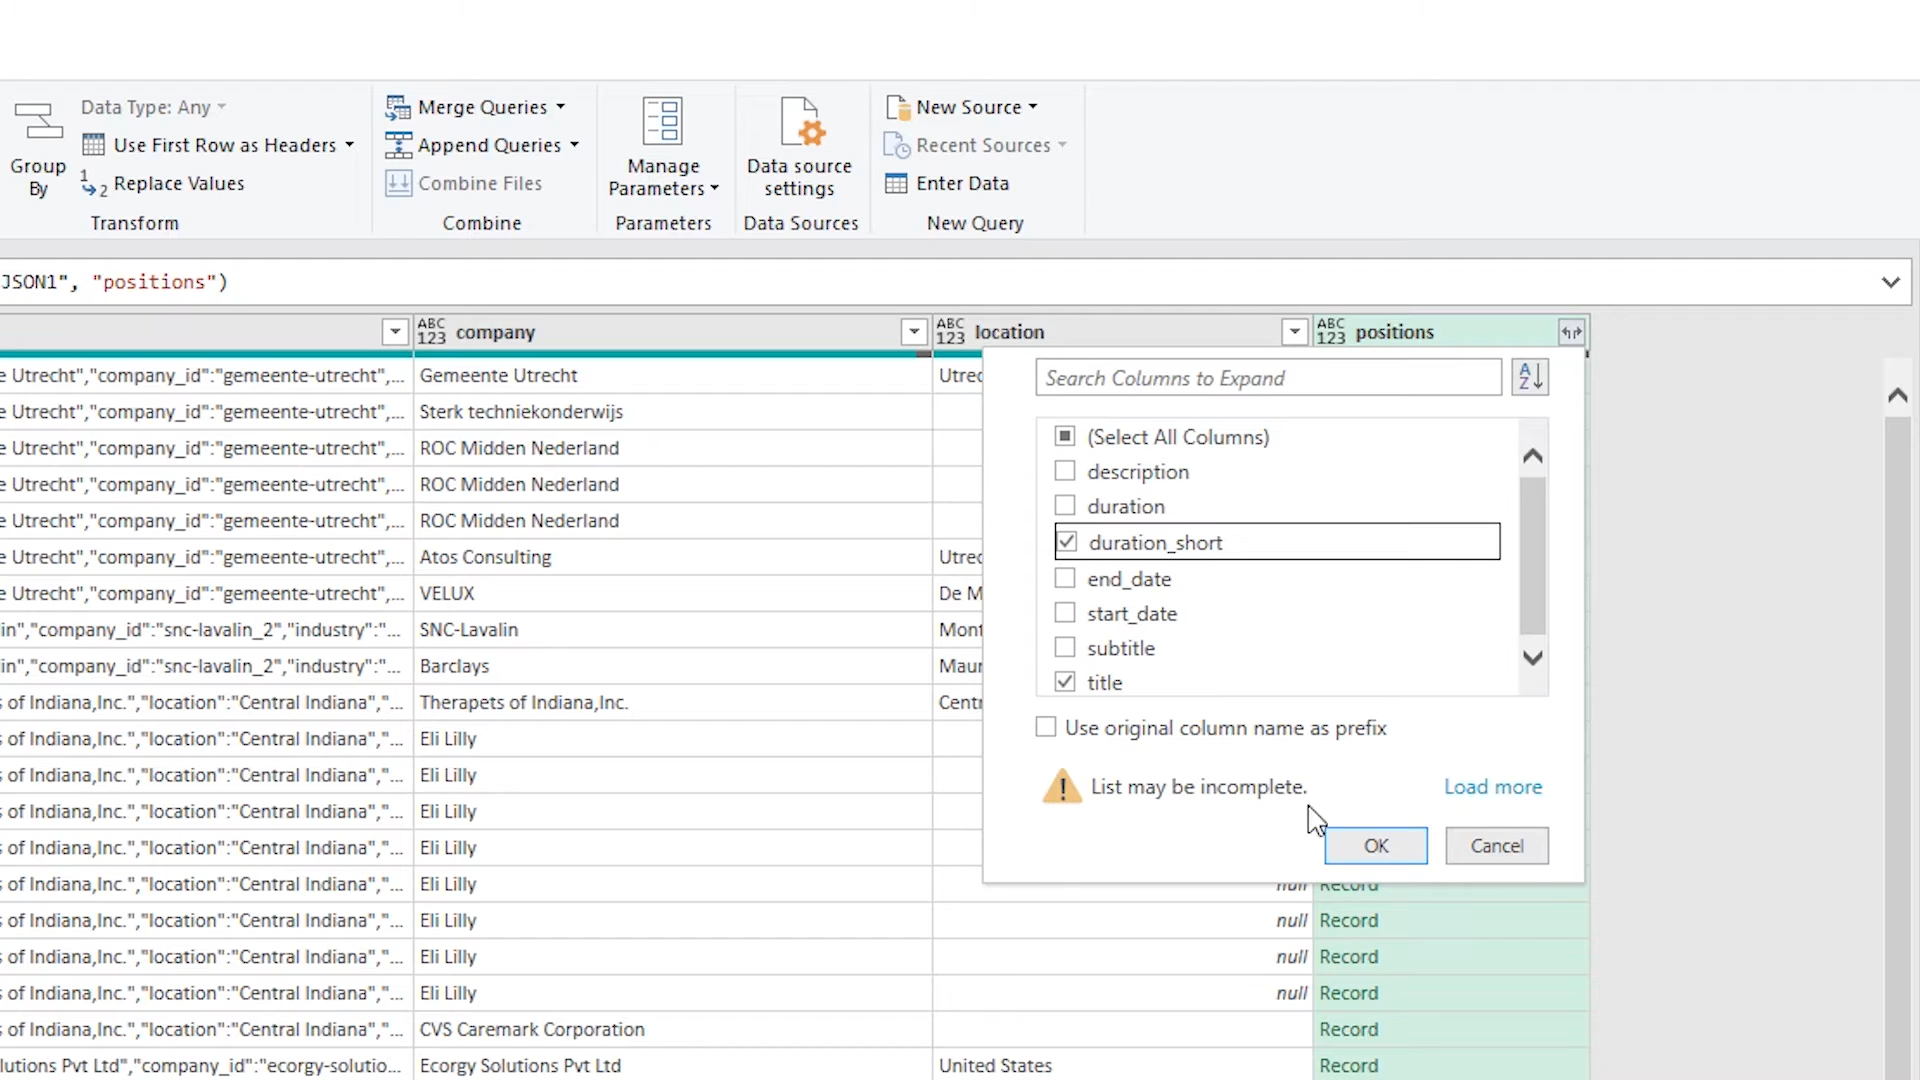 Group
By
Data Type: Any
Use First Row as Headers
1
2 Replace Values
Transform
Merge Queries
Append Queries
Combine Files
Combine
Manage
Parameters
Parameters
Data source
settings
Data Sources
New Source
Recent Sources
Enter Data
New Query
JSON1", "positions")
ABC
123 company
ABC
123 location
ABC
123 positions
e Utrecht","company_id":"gemeente-utrecht",... Gemeente Utrecht Utrec
e Utrecht","company_id":"gemeente-utrecht",... Sterk techniekonderwijs
e Utrecht","company_id":"gemeente-utrecht",... ROC Midden Nederland
e Utrecht","company_id":"gemeente-utrecht",... ROC Midden Nederland
e Utrecht","company_id":"gemeente-utrecht",... ROC Midden Nederland
e Utrecht","company_id":"gemeente-utrecht",... Atos Consulting Utrec
e Utrecht","company_id":"gemeente-utrecht",... VELUX De M
in","company_id":"snc-lavalin_2","industry":"... SNC-Lavalin Mont
in","company_id":"snc-lavalin_2","industry":"... Barclays Maur
s of Indiana,Inc.","location":"Central Indiana","... Therapets of Indiana,Inc. Centr
s of Indiana,Inc.","location":"Central Indiana","... Eli Lilly
s of Indiana,Inc.","location":"Central Indiana","... Eli Lilly
s of Indiana,Inc.","location":"Central Indiana","... Eli Lilly
s of Indiana,Inc.","location":"Central Indiana","... Eli Lilly
s of Indiana,Inc.","location":"Central Indiana","... Eli Lilly null Record
s of Indiana,Inc.","location":"Central Indiana","... Eli Lilly null Record
s of Indiana,Inc.","location":"Central Indiana","... Eli Lilly null Record
s of Indiana,Inc.","location":"Central Indiana","... Eli Lilly null Record
s of Indiana,Inc.","location":"Central Indiana","... CVS Caremark Corporation Record
lutions Pvt Ltd","company_id":"ecorgy-solutio... Ecorgy Solutions Pvt Ltd United States Record
Search Columns to Expand
A
Z
(Select All Columns)
description
duration
duration_short
end_date
start_date
subtitle
title
Use original column name as prefix
List may be incomplete. Load more
OK Cancel